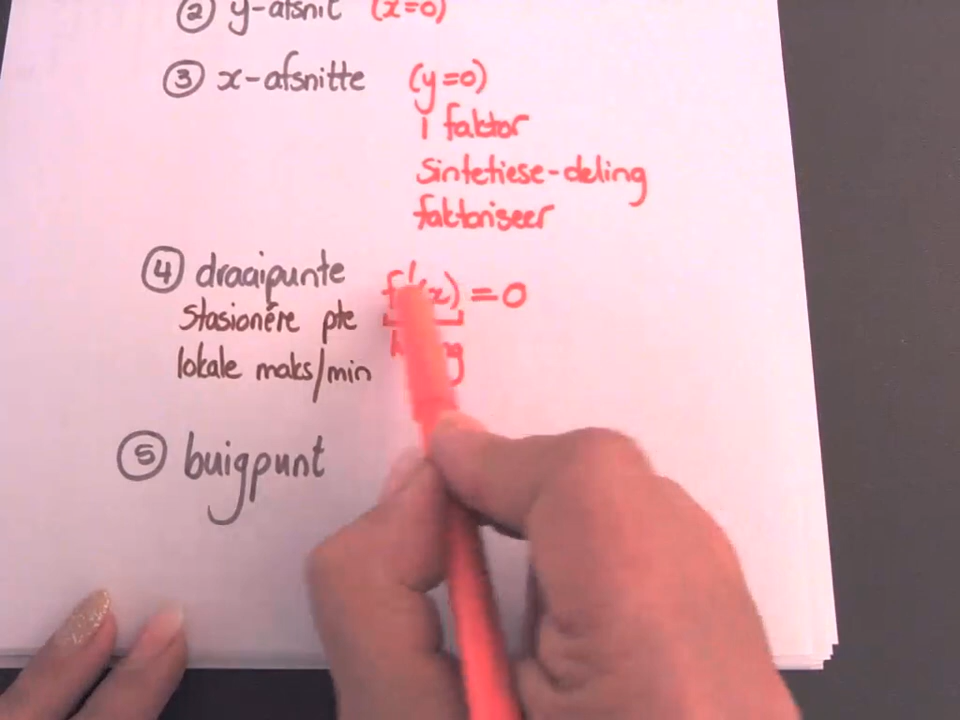 ② y-afsnit (x=0)
③ x-afsnitte (y=0)
1 faktor
Sintetiese-deling
faktoriseer
④ draaipunte f'(x) = 0
Stasionêre pte
lokale maks/min
⑤ buigpunt